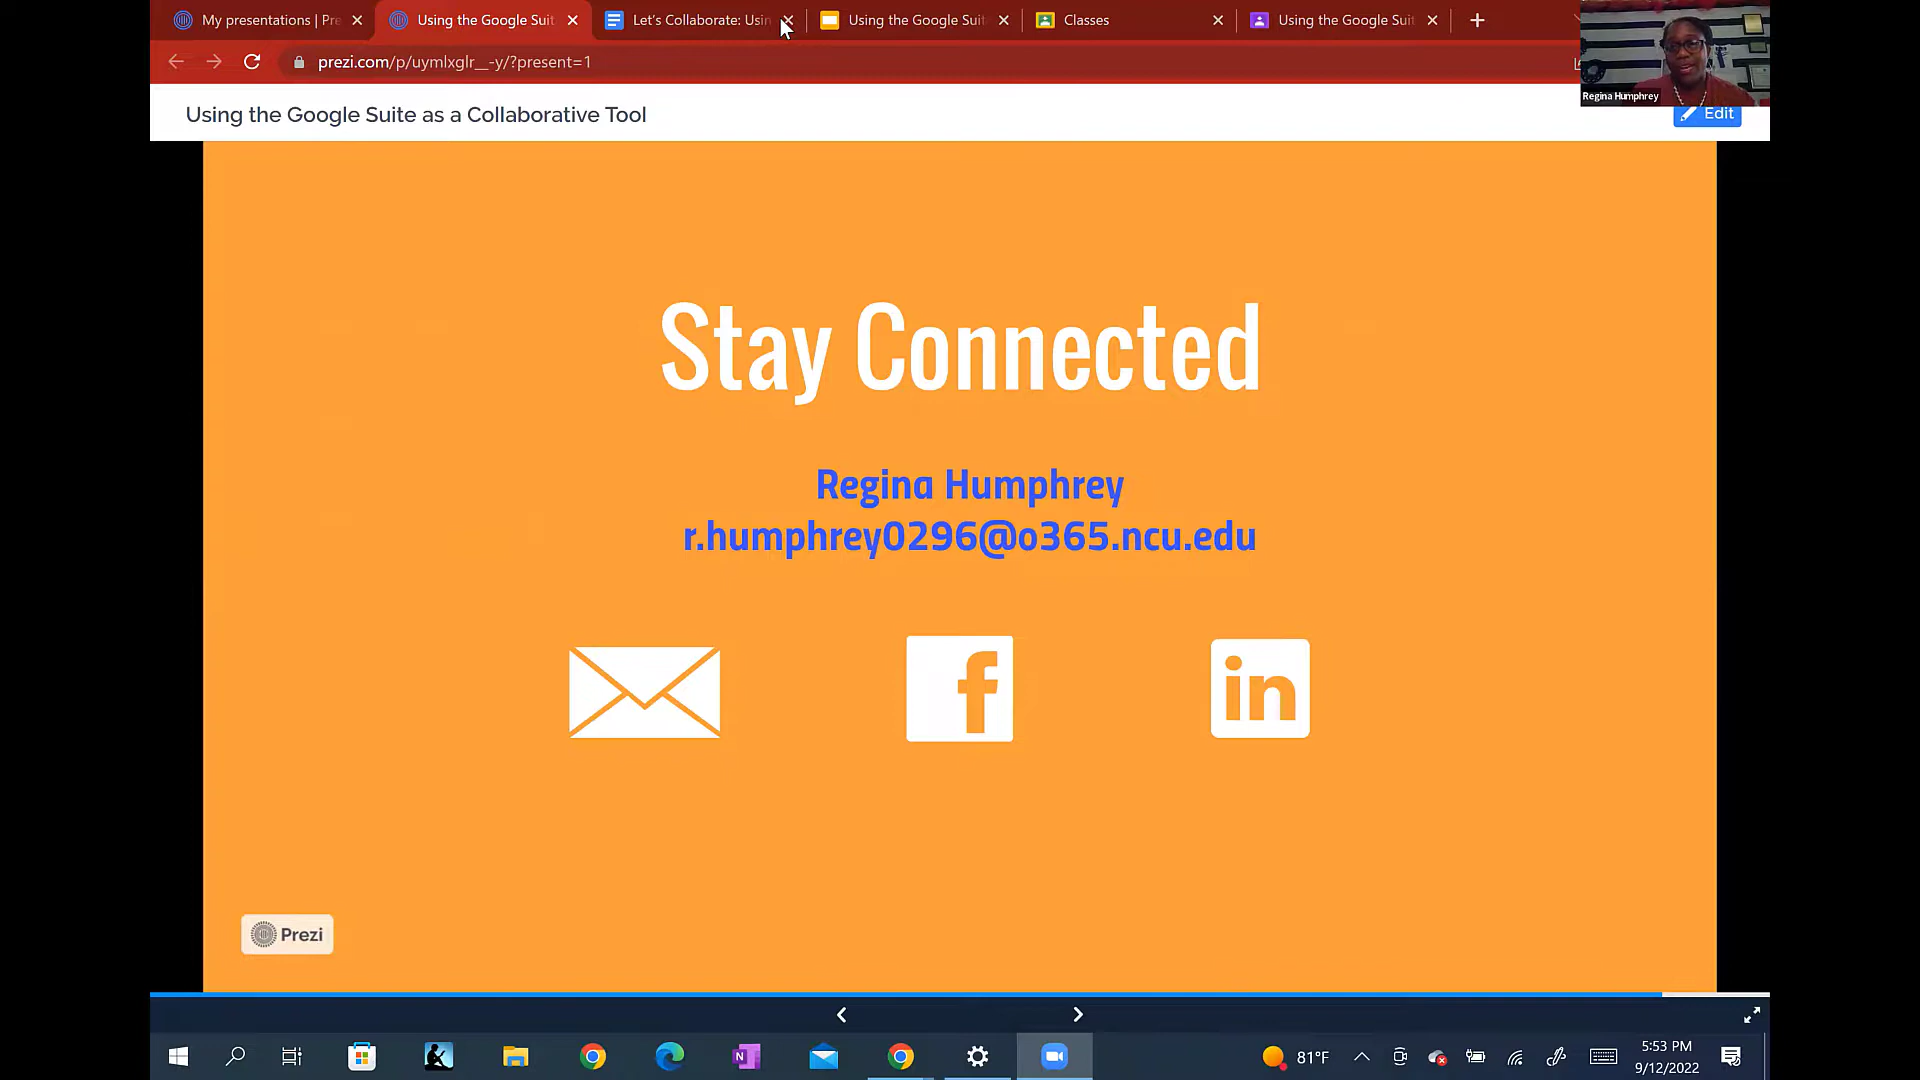 My presentations | Pre
Using the Google Suit
Let's Collaborate: Usin
Using the Google Suit
Classes
Using the Google Suit
prezi.com/p/uymlxglr__-y/?present=1
Regina Humphrey
Using the Google Suite as a Collaborative Tool
Edit
Stay Connected
Regina Humphrey
r.humphrey0296@o365.ncu.edu
f
in
Prezi
N
81°F
5:53 PM
9/12/2022